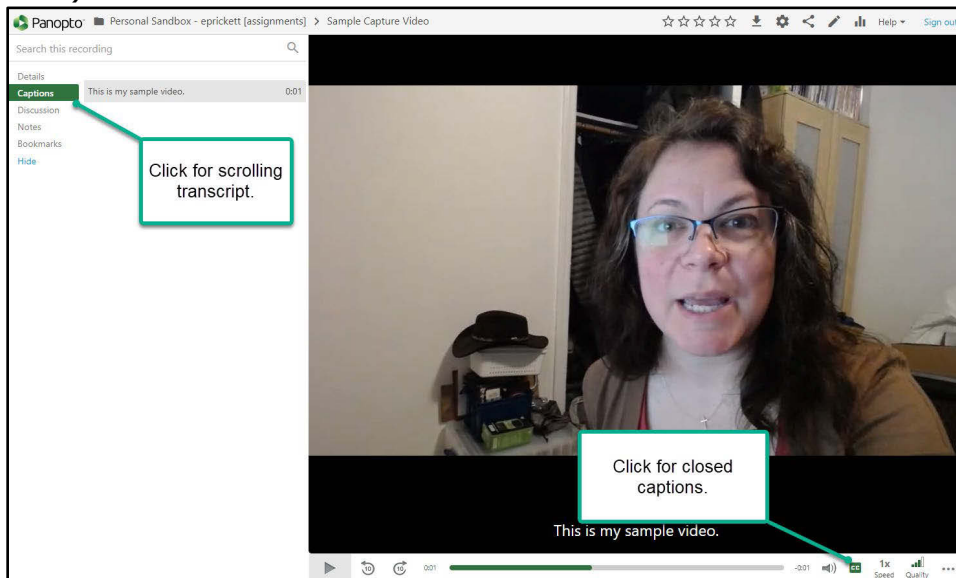 Panopto Personal Sandbox - eprickett [assignments] > Sample Capture Video Help Sign out
Search this recording
Details
Captions This is my sample video. 0:01
Discussion
Notes
Bookmarks
Hide
Click for scrolling
transcript.
Click for closed
captions.
This is my sample video.
10 10 0:01 -0:01 CC 1x
Speed Quality